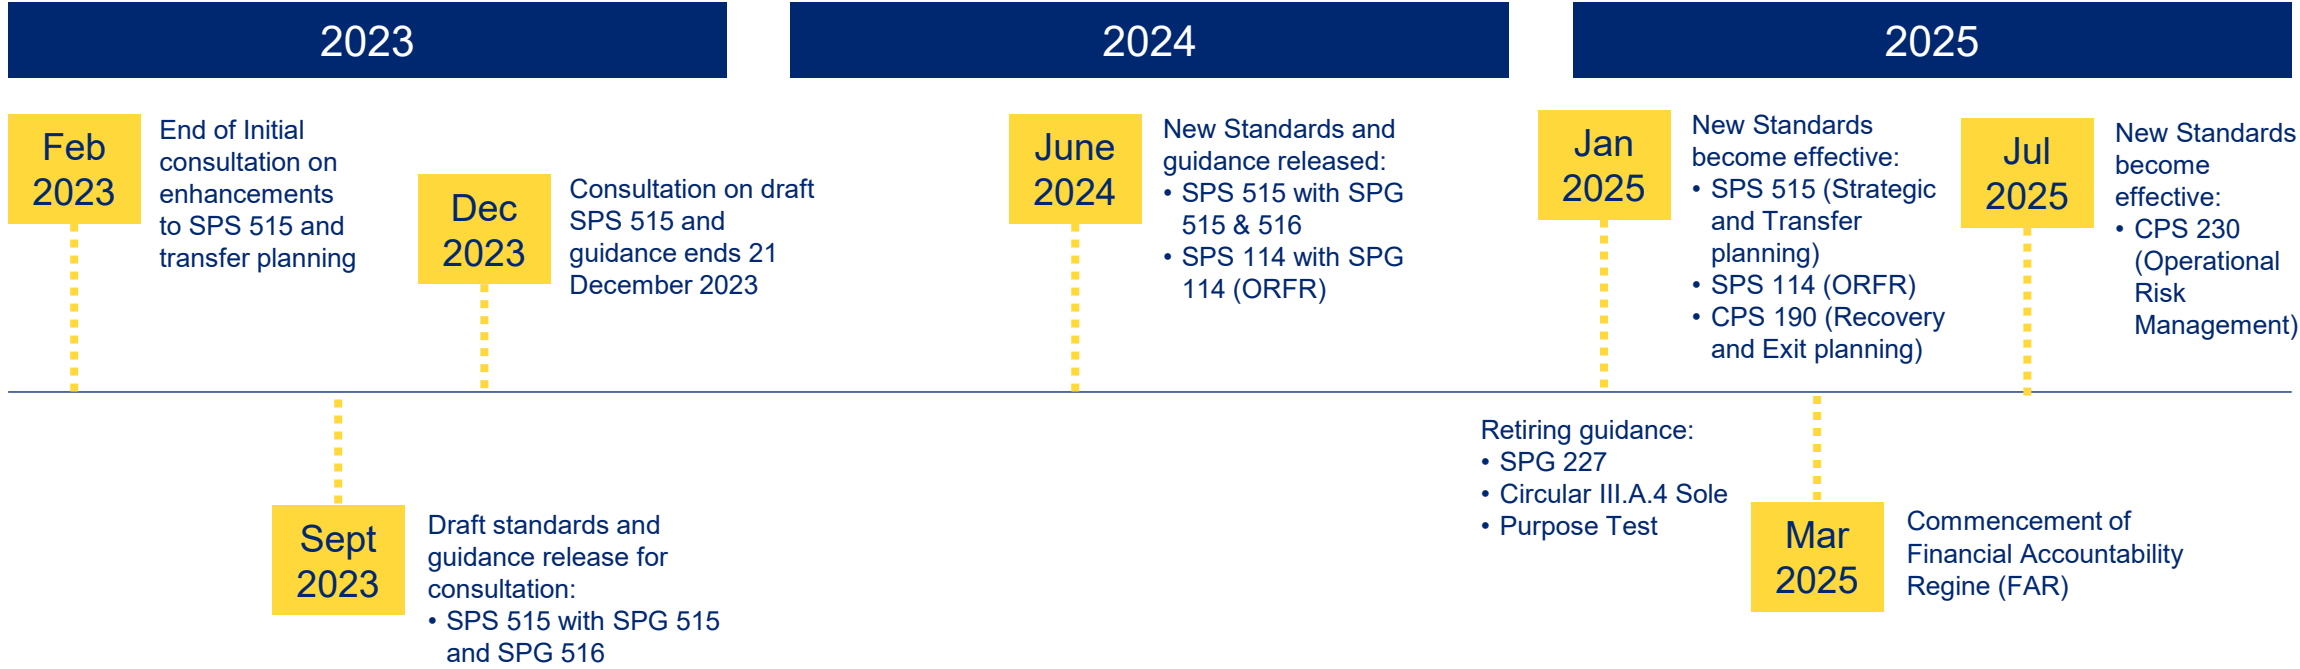 2023
2024
2025
Feb
2023
End of Initial
consultation on
enhancements
to SPS 515 and
transfer planning
Dec
2023
Consultation on draft
SPS 515 and
guidance ends 21
December 2023
June
2024
New Standards and
guidance released:
• SPS 515 with SPG
515 & 516
• SPS 114 with SPG
114 (ORFR)
Jan
2025
New Standards
become effective:
• SPS 515 (Strategic
and Transfer
planning)
• SPS 114 (ORFR)
• CPS 190 (Recovery
and Exit planning)
Jul
2025
New Standards
become
effective:
• CPS 230
(Operational
Risk
Management)
Sept
2023
Draft standards and
guidance release for
consultation:
• SPS 515 with SPG 515
and SPG 516
Retiring guidance:
• SPG 227
• Circular III.A.4 Sole
• Purpose Test
Mar
2025
Commencement of
Financial Accountability
Regine (FAR)